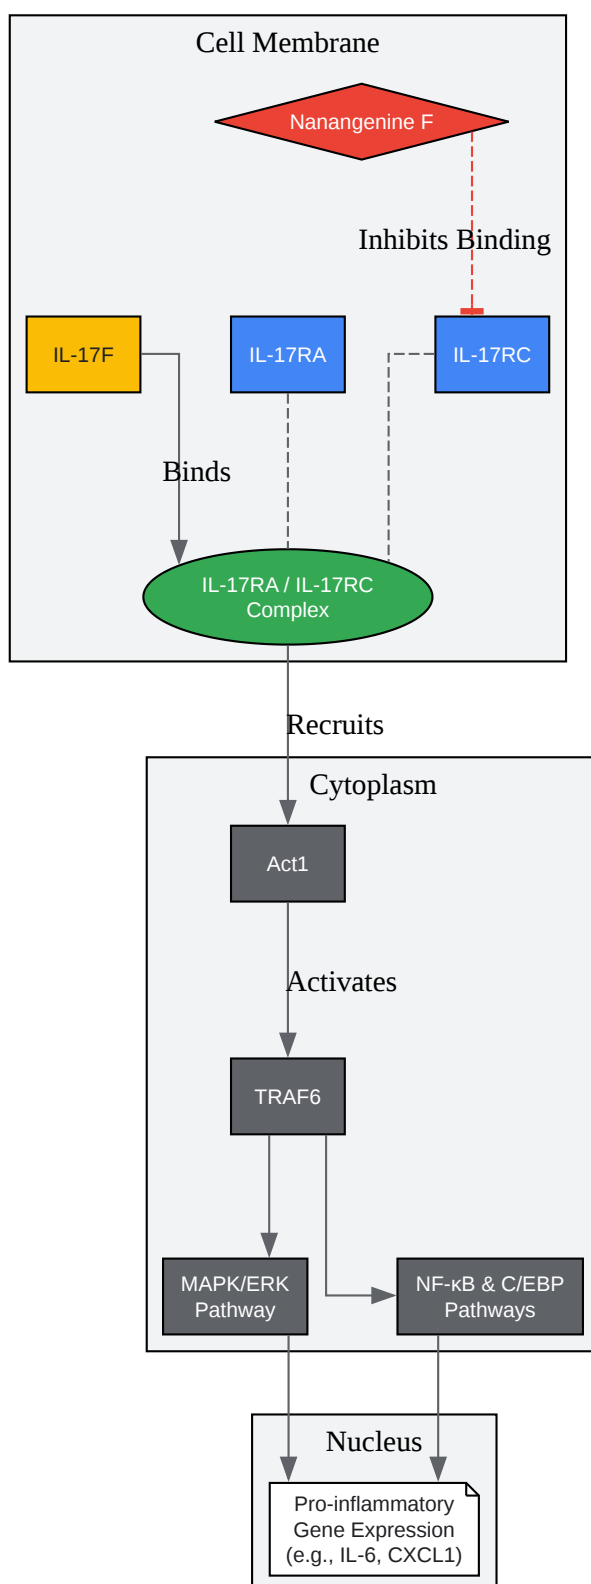 Cell Membrane
Nanangenine F
Inhibits Binding
IL-17F
IL-17RA
IL-17RC
Binds
IL-17RA / IL-17RC
Complex
Recruits
Cytoplasm
Act1
Activates
TRAF6
MAPK/ERK
Pathway
NF-κB & C/EBP
Pathways
Nucleus
Pro-inflammatory
Gene Expression
(e.g., IL-6, CXCL1)